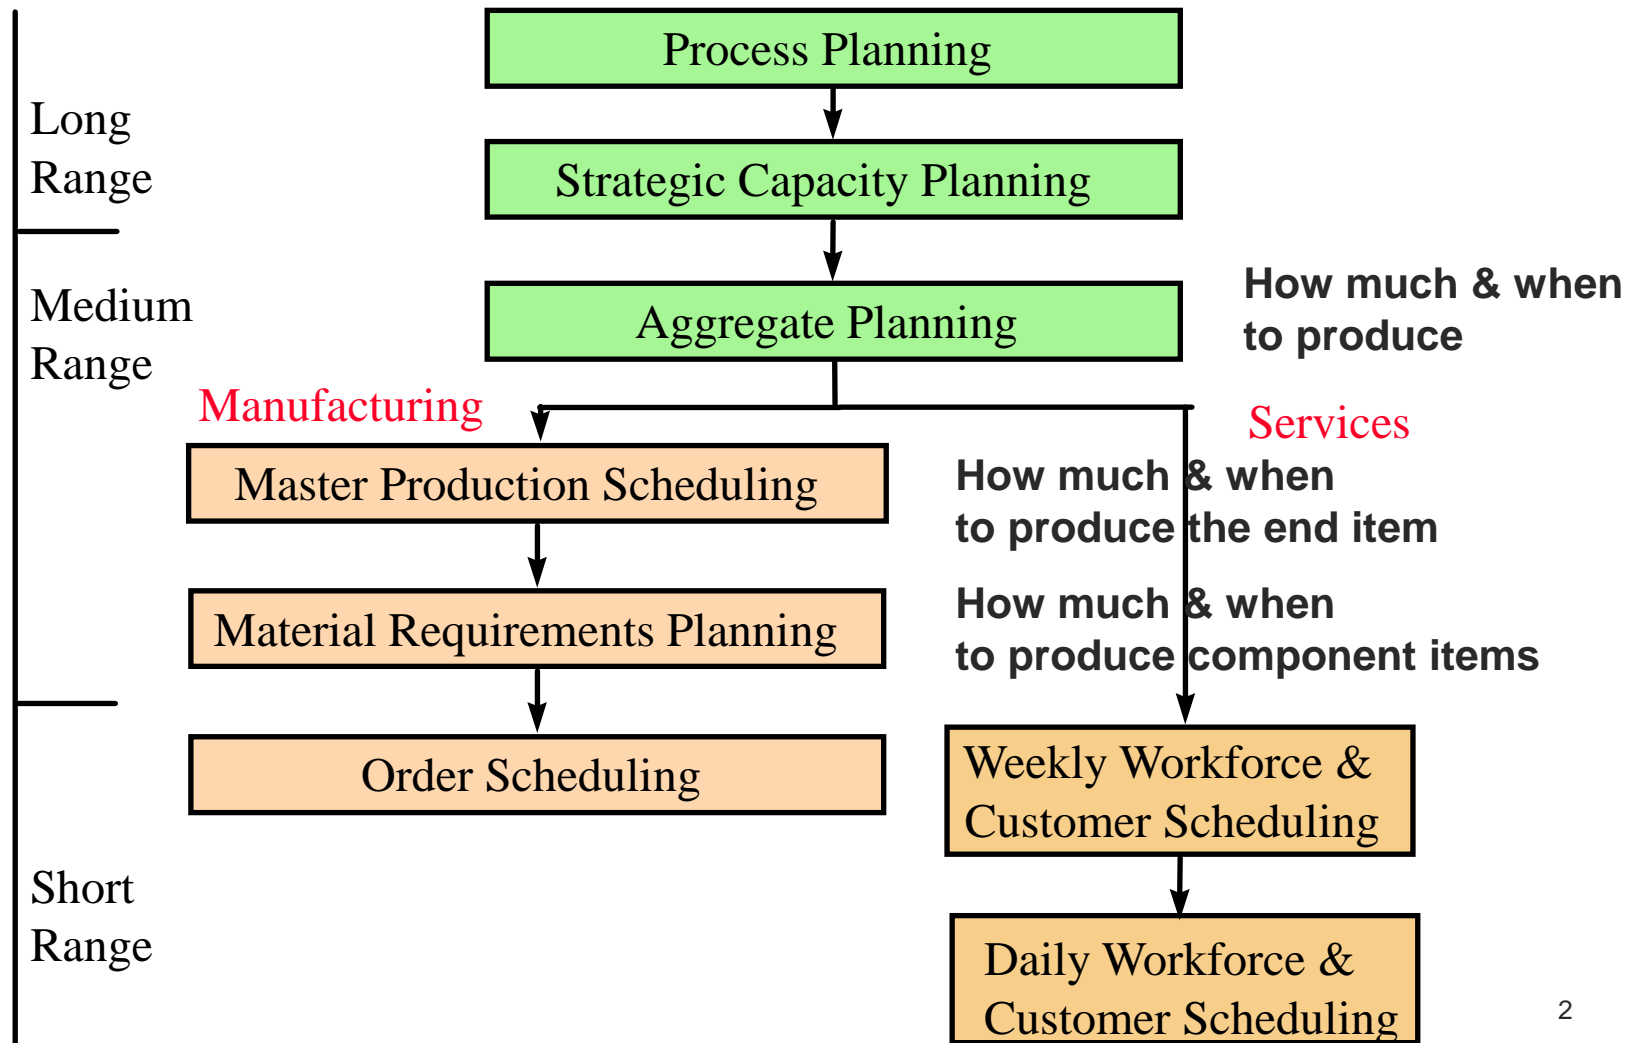 Process Planning
Long
Range
Strategic Capacity Planning
Medium
Range
Aggregate Planning
How much & when
to produce
Manufacturing
Services
Master Production Scheduling
How much & when
to produce the end item
Material Requirements Planning
How much & when
to produce component items
Order Scheduling
Weekly Workforce &
Customer Scheduling
Short
Range
Daily Workforce &
Customer Scheduling
2